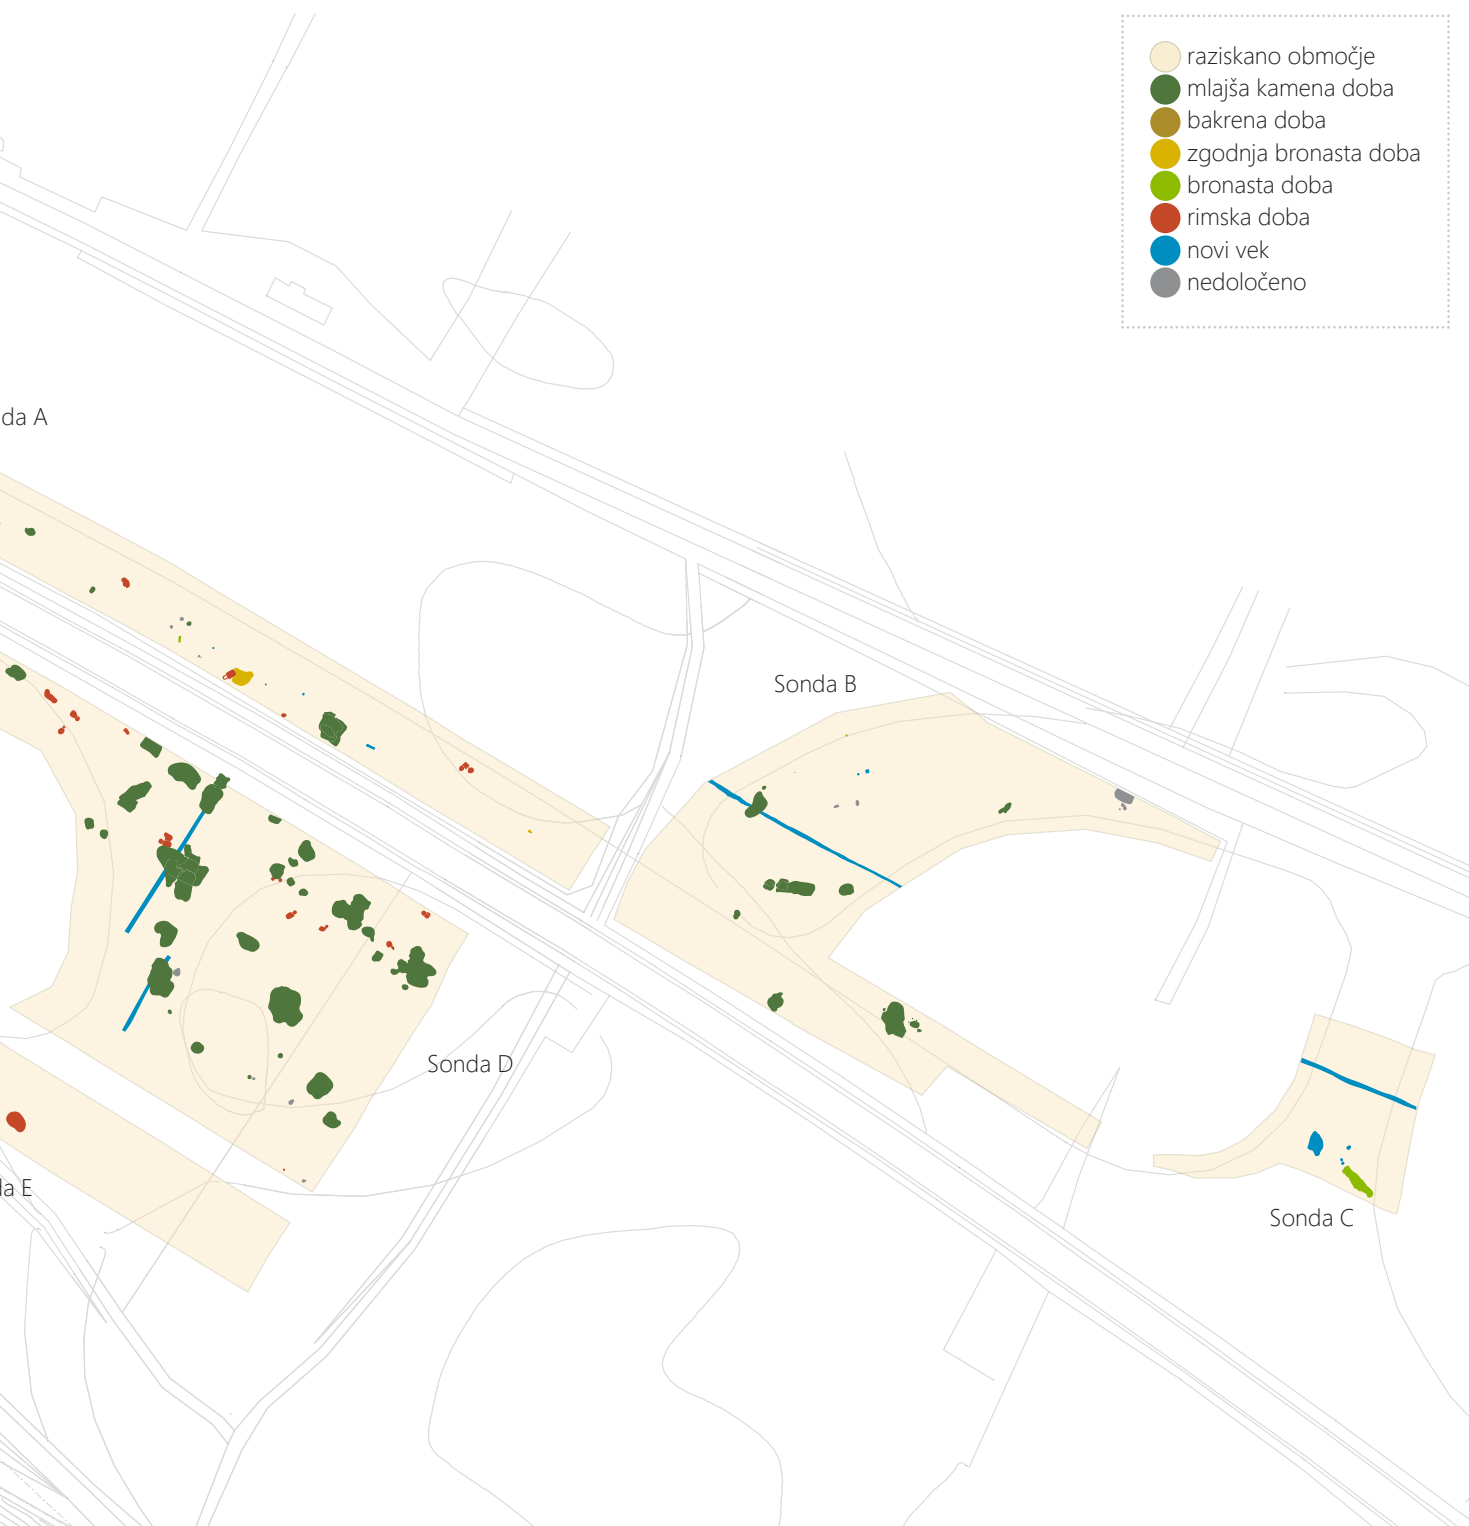 raziskano območje
mlajša kamena doba
bakrena doba
zgodnja bronasta doba
bronasta doba
rimska doba
novi vek
nedoločeno
da A
Sonda B
Sonda D
da E
Sonda C